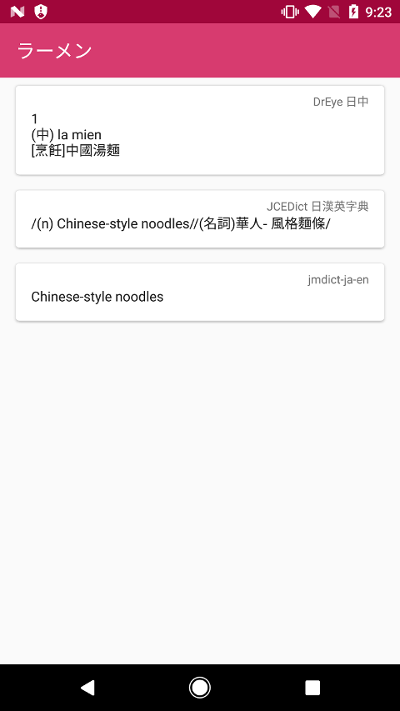 9:23
ラーメン
DrEye 日中
1
(中) la mien
[烹飪]中國湯麵
JCEDict 日漢英字典
/(n) Chinese-style noodles//(名詞)華人- 風格麵條/
jmdict-ja-en
Chinese-style noodles